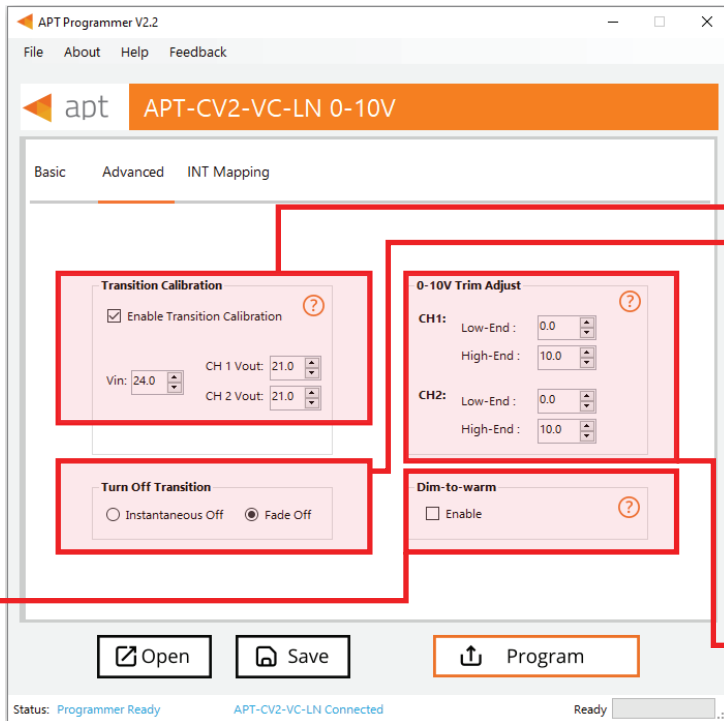 APT Programmer V2.2
File About Help Feedback
apt APT-CV2-VC-LN 0-10V
Basic Advanced INT Mapping
Transition Calibration
?
Enable Transition Calibration
Vin: 24.0
CH 1 Vout: 21.0
CH 2 Vout: 21.0
0-10V Trim Adjust
?
CH1:
Low-End : 0.0
High-End : 10.0
CH2:
Low-End : 0.0
High-End : 10.0
Turn Off Transition
Instantaneous Off Fade Off
Dim-to-warm
?
Enable
Open Save Program
Status: Programmer Ready APT-CV2-VC-LN Connected Ready